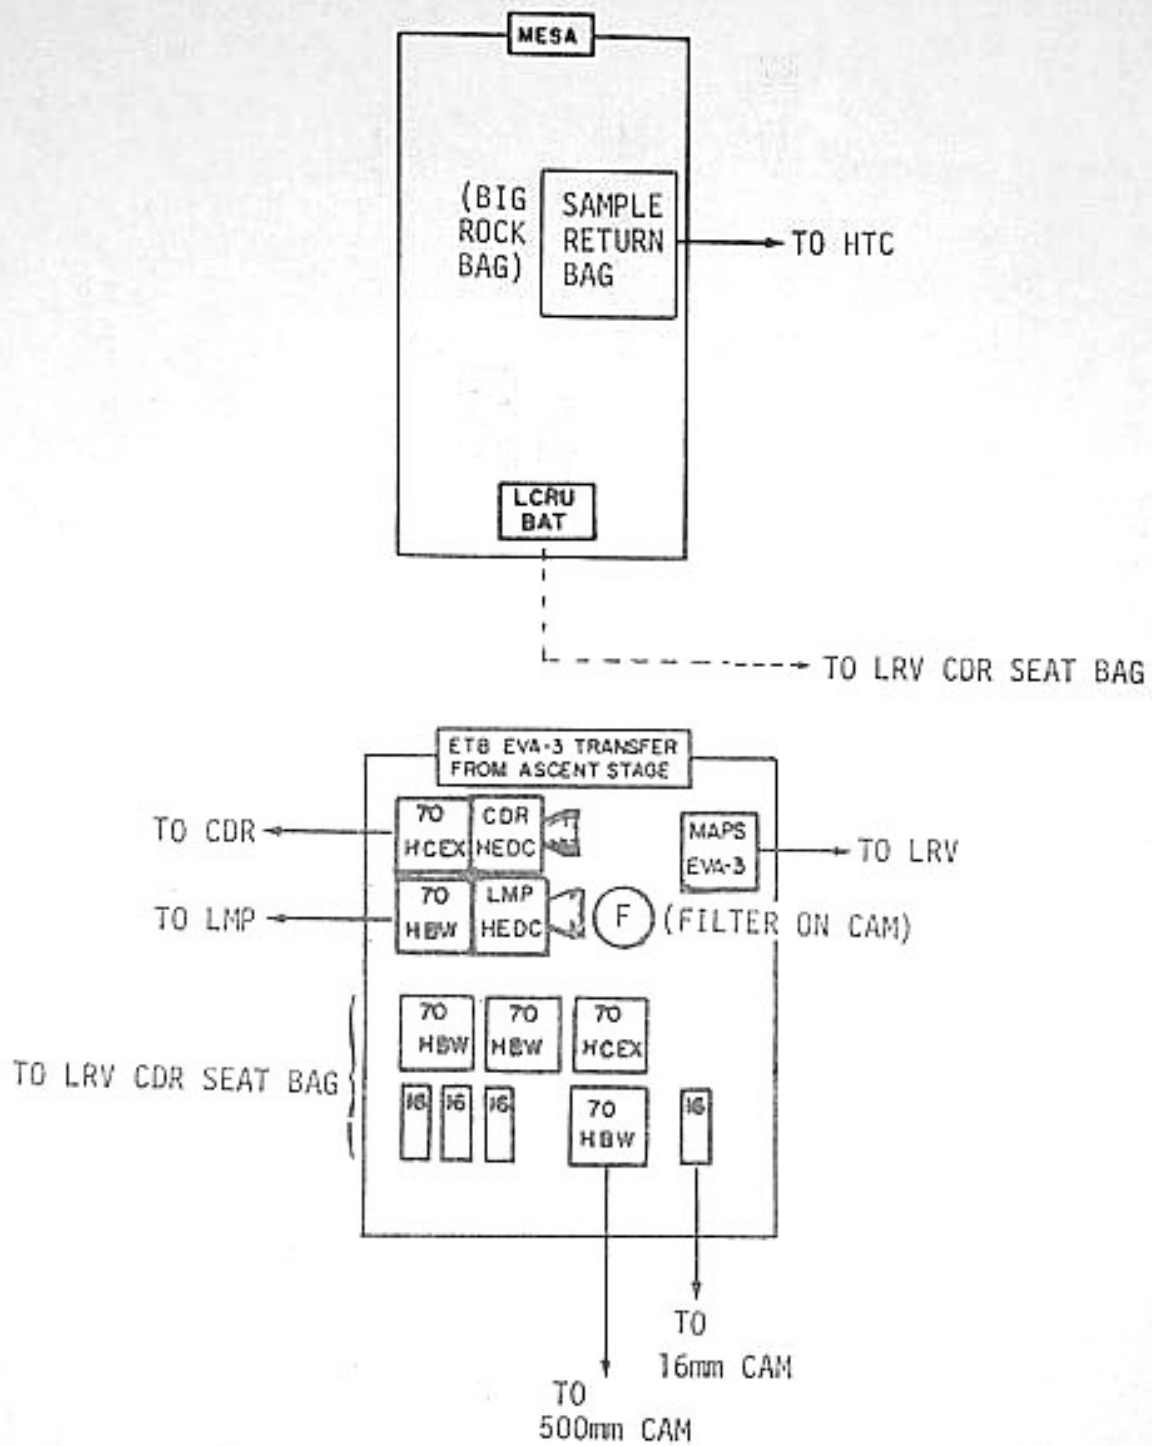 MESA
(BIG
ROCK
BAG)
SAMPLE
RETURN
BAG
TO HTC
LCRU
BAT
TO LRV CDR SEAT BAG
ETB EVA-3 TRANSFER
FROM ASCENT STAGE
TO CDR
70
HCEX
CDR
HEDC
MAPS
EVA-3
TO LRV
TO LMP
70
HBW
LMP
HEDC
F
(FILTER ON CAM)
TO LRV CDR SEAT BAG
70
HBW
70
HBW
70
HCEX
16
16
16
70
HBW
16
TO
16mm CAM
TO
500mm CAM